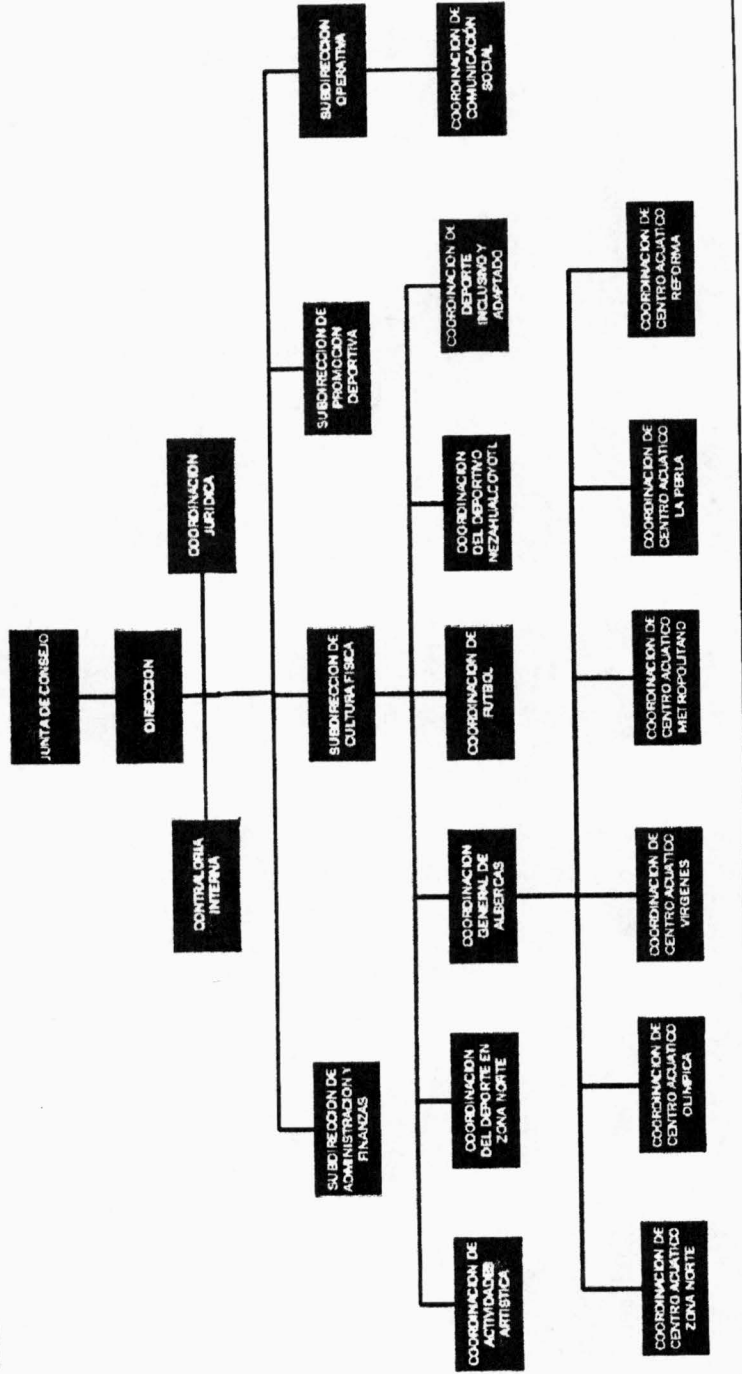 JUNTA DE CONSEJO
DIRECCION
CONTRALORIA
INTERNA
COORDINACION
JURIDICA
SUBDIRECCION DE
ADMINISTRACION Y
FINANZAS
SUBDIRECCION DE
CULTURA FISICA
SUBDIRECCION DE
PROMOCION
DEPORTIVA
SUBDIRECCION
OPERATIVA
COORDINACION DE
ACTIVIDADES
ARTISTICA
COORDINACION
DEL DEPORTE EN
ZONA NORTE
COORDINACION
GENERAL DE
ALBERCAS
COORDINACION DE
FUTBOL
COORDINACION
DEL DEPORTIVO
NEZAHUALCOYOTL
COORDINACION DE
DEPORTE
INCLUSIVO Y
ADAPTADO
COORDINACION DE
COMUNICACIÓN
SOCIAL
COORDINACION DE
CENTRO ACUATICO
ZONA NORTE
COORDINACION DE
CENTRO ACUATICO
OLIMPICA
COORDINACION DE
CENTRO ACUATICO
VIRGENES
COORDINACION DE
CENTRO ACUATICO
METROPOLITANO
COORDINACION DE
CENTRO ACUATICO
LA PERLA
COORDINACION DE
CENTRO ACUATICO
REFORMA